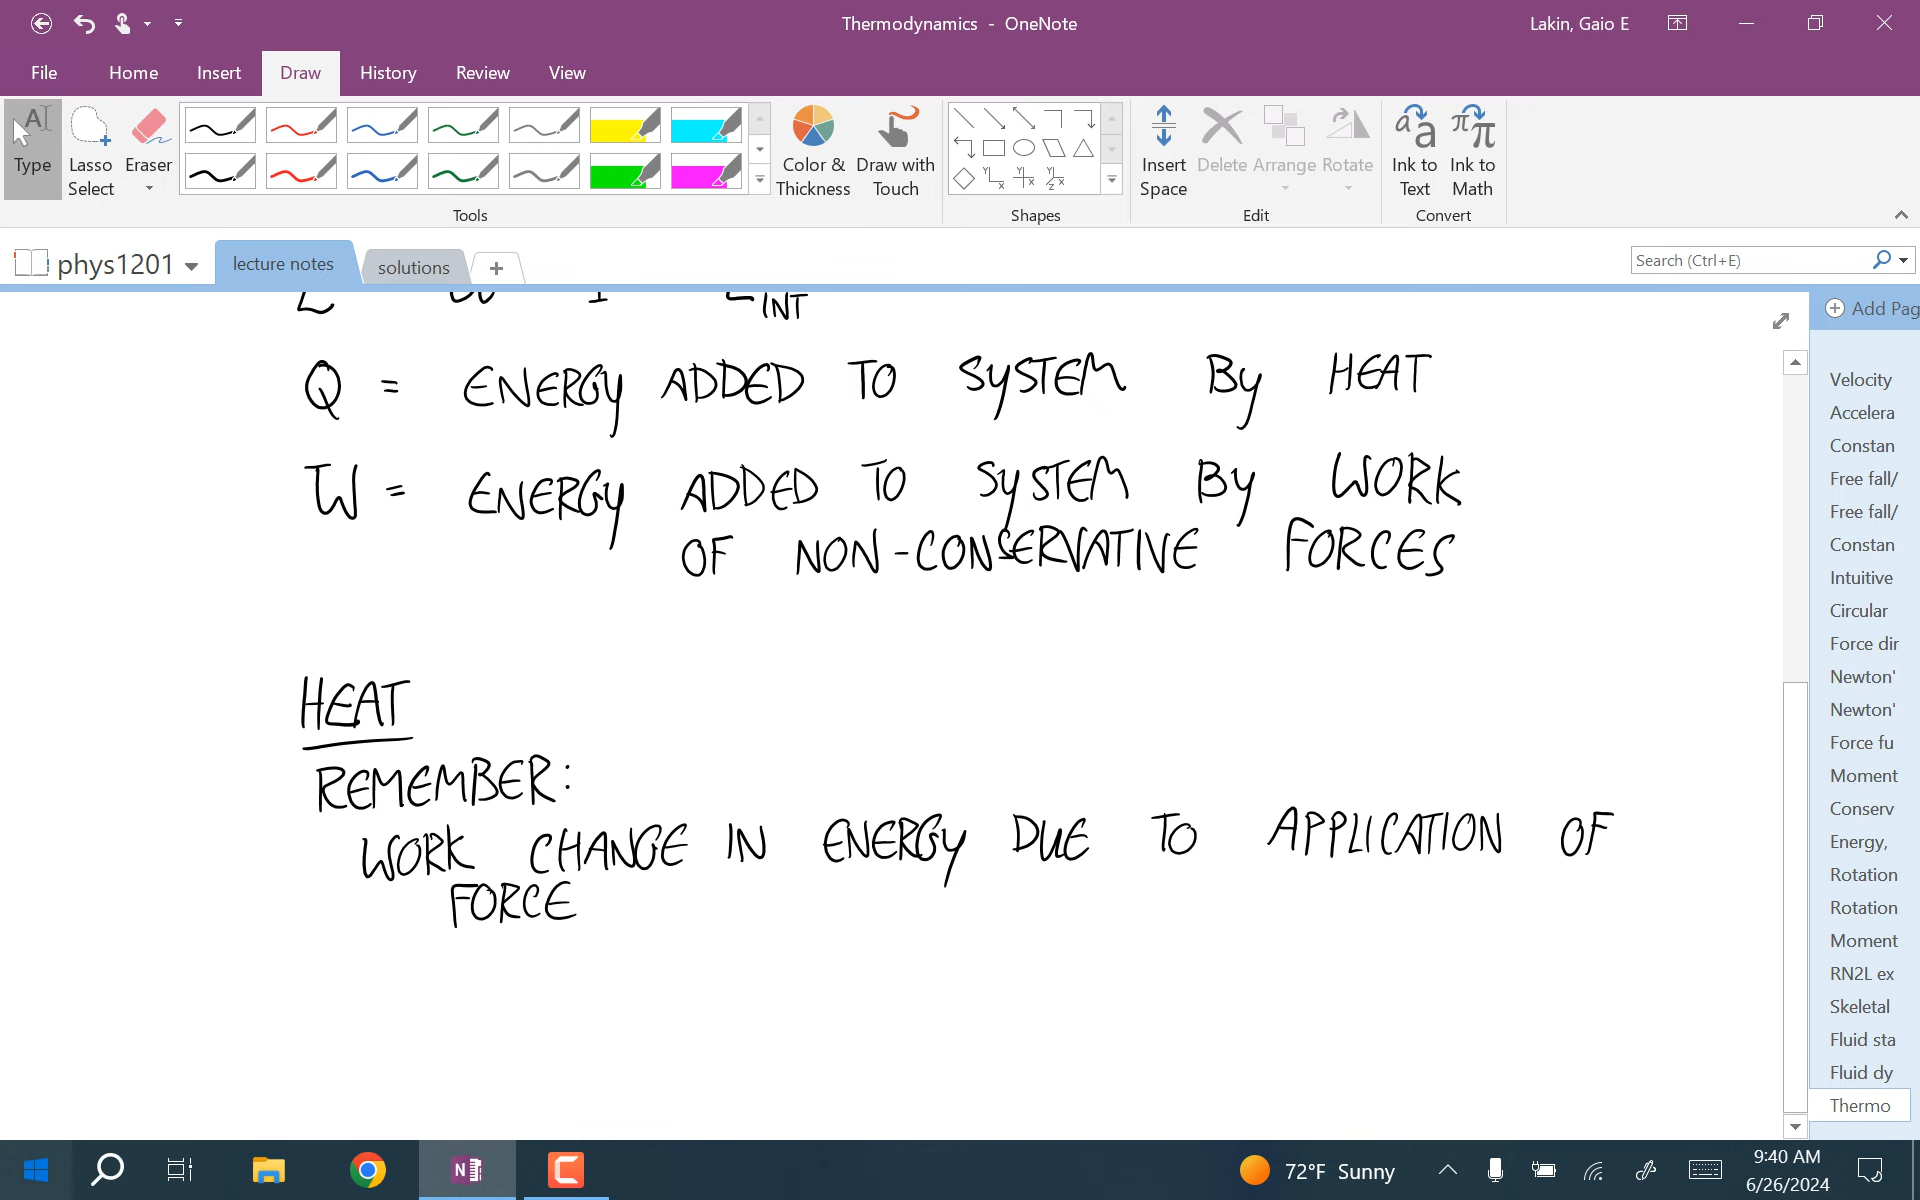 Thermodynamics - OneNote
Lakin, Gaio E
File Home Insert Draw History Review View
Type
Lasso Select
Eraser
Color & Thickness
Draw with Touch
Insert Space
Delete
Arrange
Rotate
Ink to Text
Ink to Math
Tools
Shapes
Edit
Convert
phys1201
lecture notes
solutions
Search (Ctrl+E)
INT
Q = ENERGY ADDED TO SYSTEM BY HEAT
W = ENERGY ADDED TO SYSTEM BY WORK
OF NON-CONSERVATIVE FORCES
HEAT
REMEMBER:
WORK CHANGE IN ENERGY DUE TO APPLICATION OF
FORCE
Add Pag
Velocity
Accelera
Constan
Free fall/
Free fall/
Constan
Intuitive
Circular
Force dir
Newton'
Newton'
Force fu
Moment
Conserv
Energy,
Rotation
Rotation
Moment
RN2L ex
Skeletal
Fluid sta
Fluid dy
Thermo
72°F Sunny
9:40 AM
6/26/2024